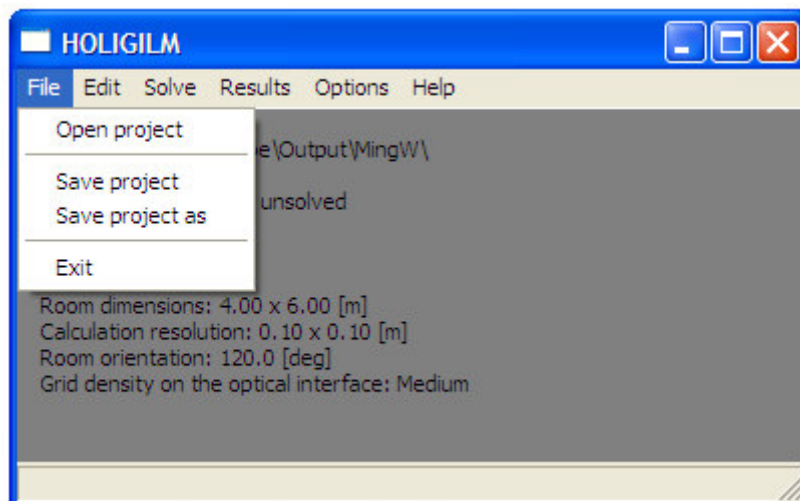 HOLIGILM
File Edit Solve Results Options Help
Open project
Save project
Save project as
Exit
\Output\MingW\
unsolved
Room dimensions: 4.00 x 6.00 [m]
Calculation resolution: 0.10 x 0.10 [m]
Room orientation: 120.0 [deg]
Grid density on the optical interface: Medium